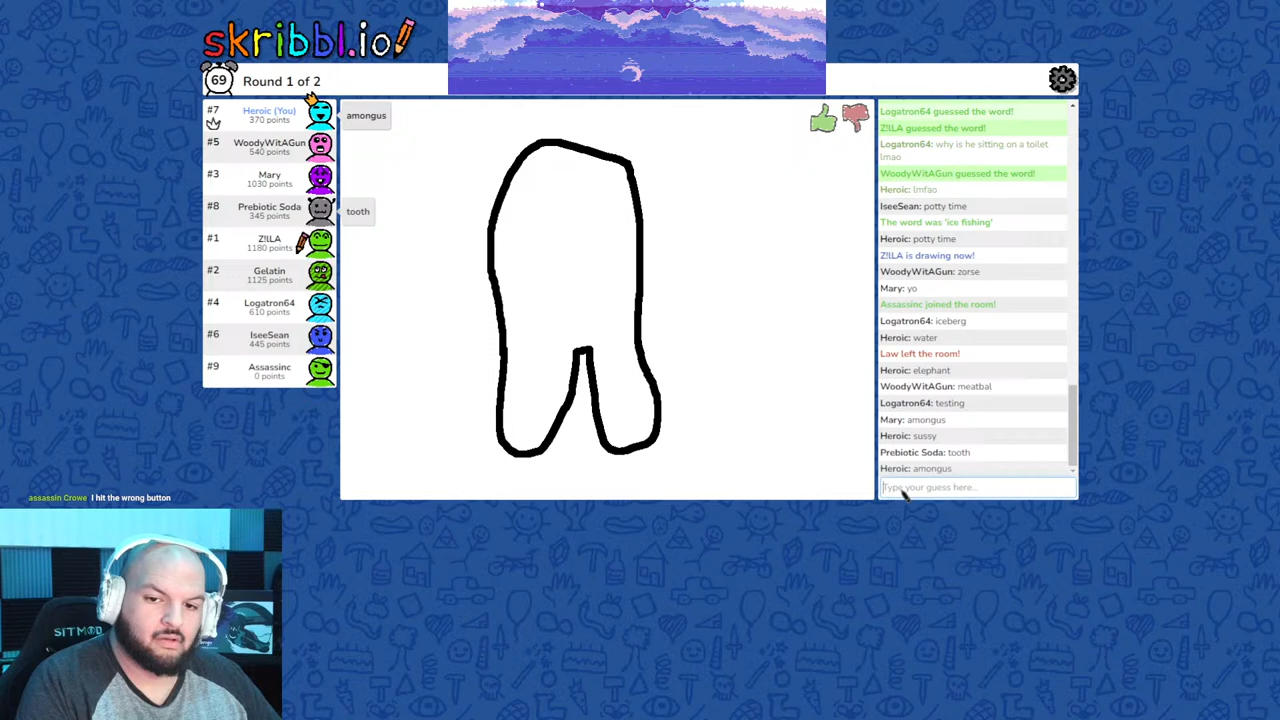 skribbl.io
69
Round 1 of 2
#7
Heroic (You)
370 points
#5
WoodyWitAGun
540 points
#3
Mary
1030 points
#8
Prebiotic Soda
345 points
#1
Z!LLA
1180 points
#2
Gelatin
1125 points
#4
Logatron64
610 points
#6
IseeSean
445 points
#9
Assassinc
0 points
amongus
tooth
Logatron64 guessed the word!
Z!LLA guessed the word!
Logatron64: why is he sitting on a toilet
lmao
WoodyWitAGun guessed the word!
Heroic: lmfao
IseeSean: potty time
The word was 'ice fishing'
Heroic: potty time
Z!LLA is drawing now!
WoodyWitAGun: zorse
Mary: yo
Assassinc joined the room!
Logatron64: iceberg
Heroic: water
Law left the room!
Heroic: elephant
WoodyWitAGun: meatbal
Logatron64: testing
Mary: amongus
Heroic: sussy
Prebiotic Soda: tooth
Heroic: amongus
Type your guess here...
assassin Crowe I hit the wrong button
SITMOD